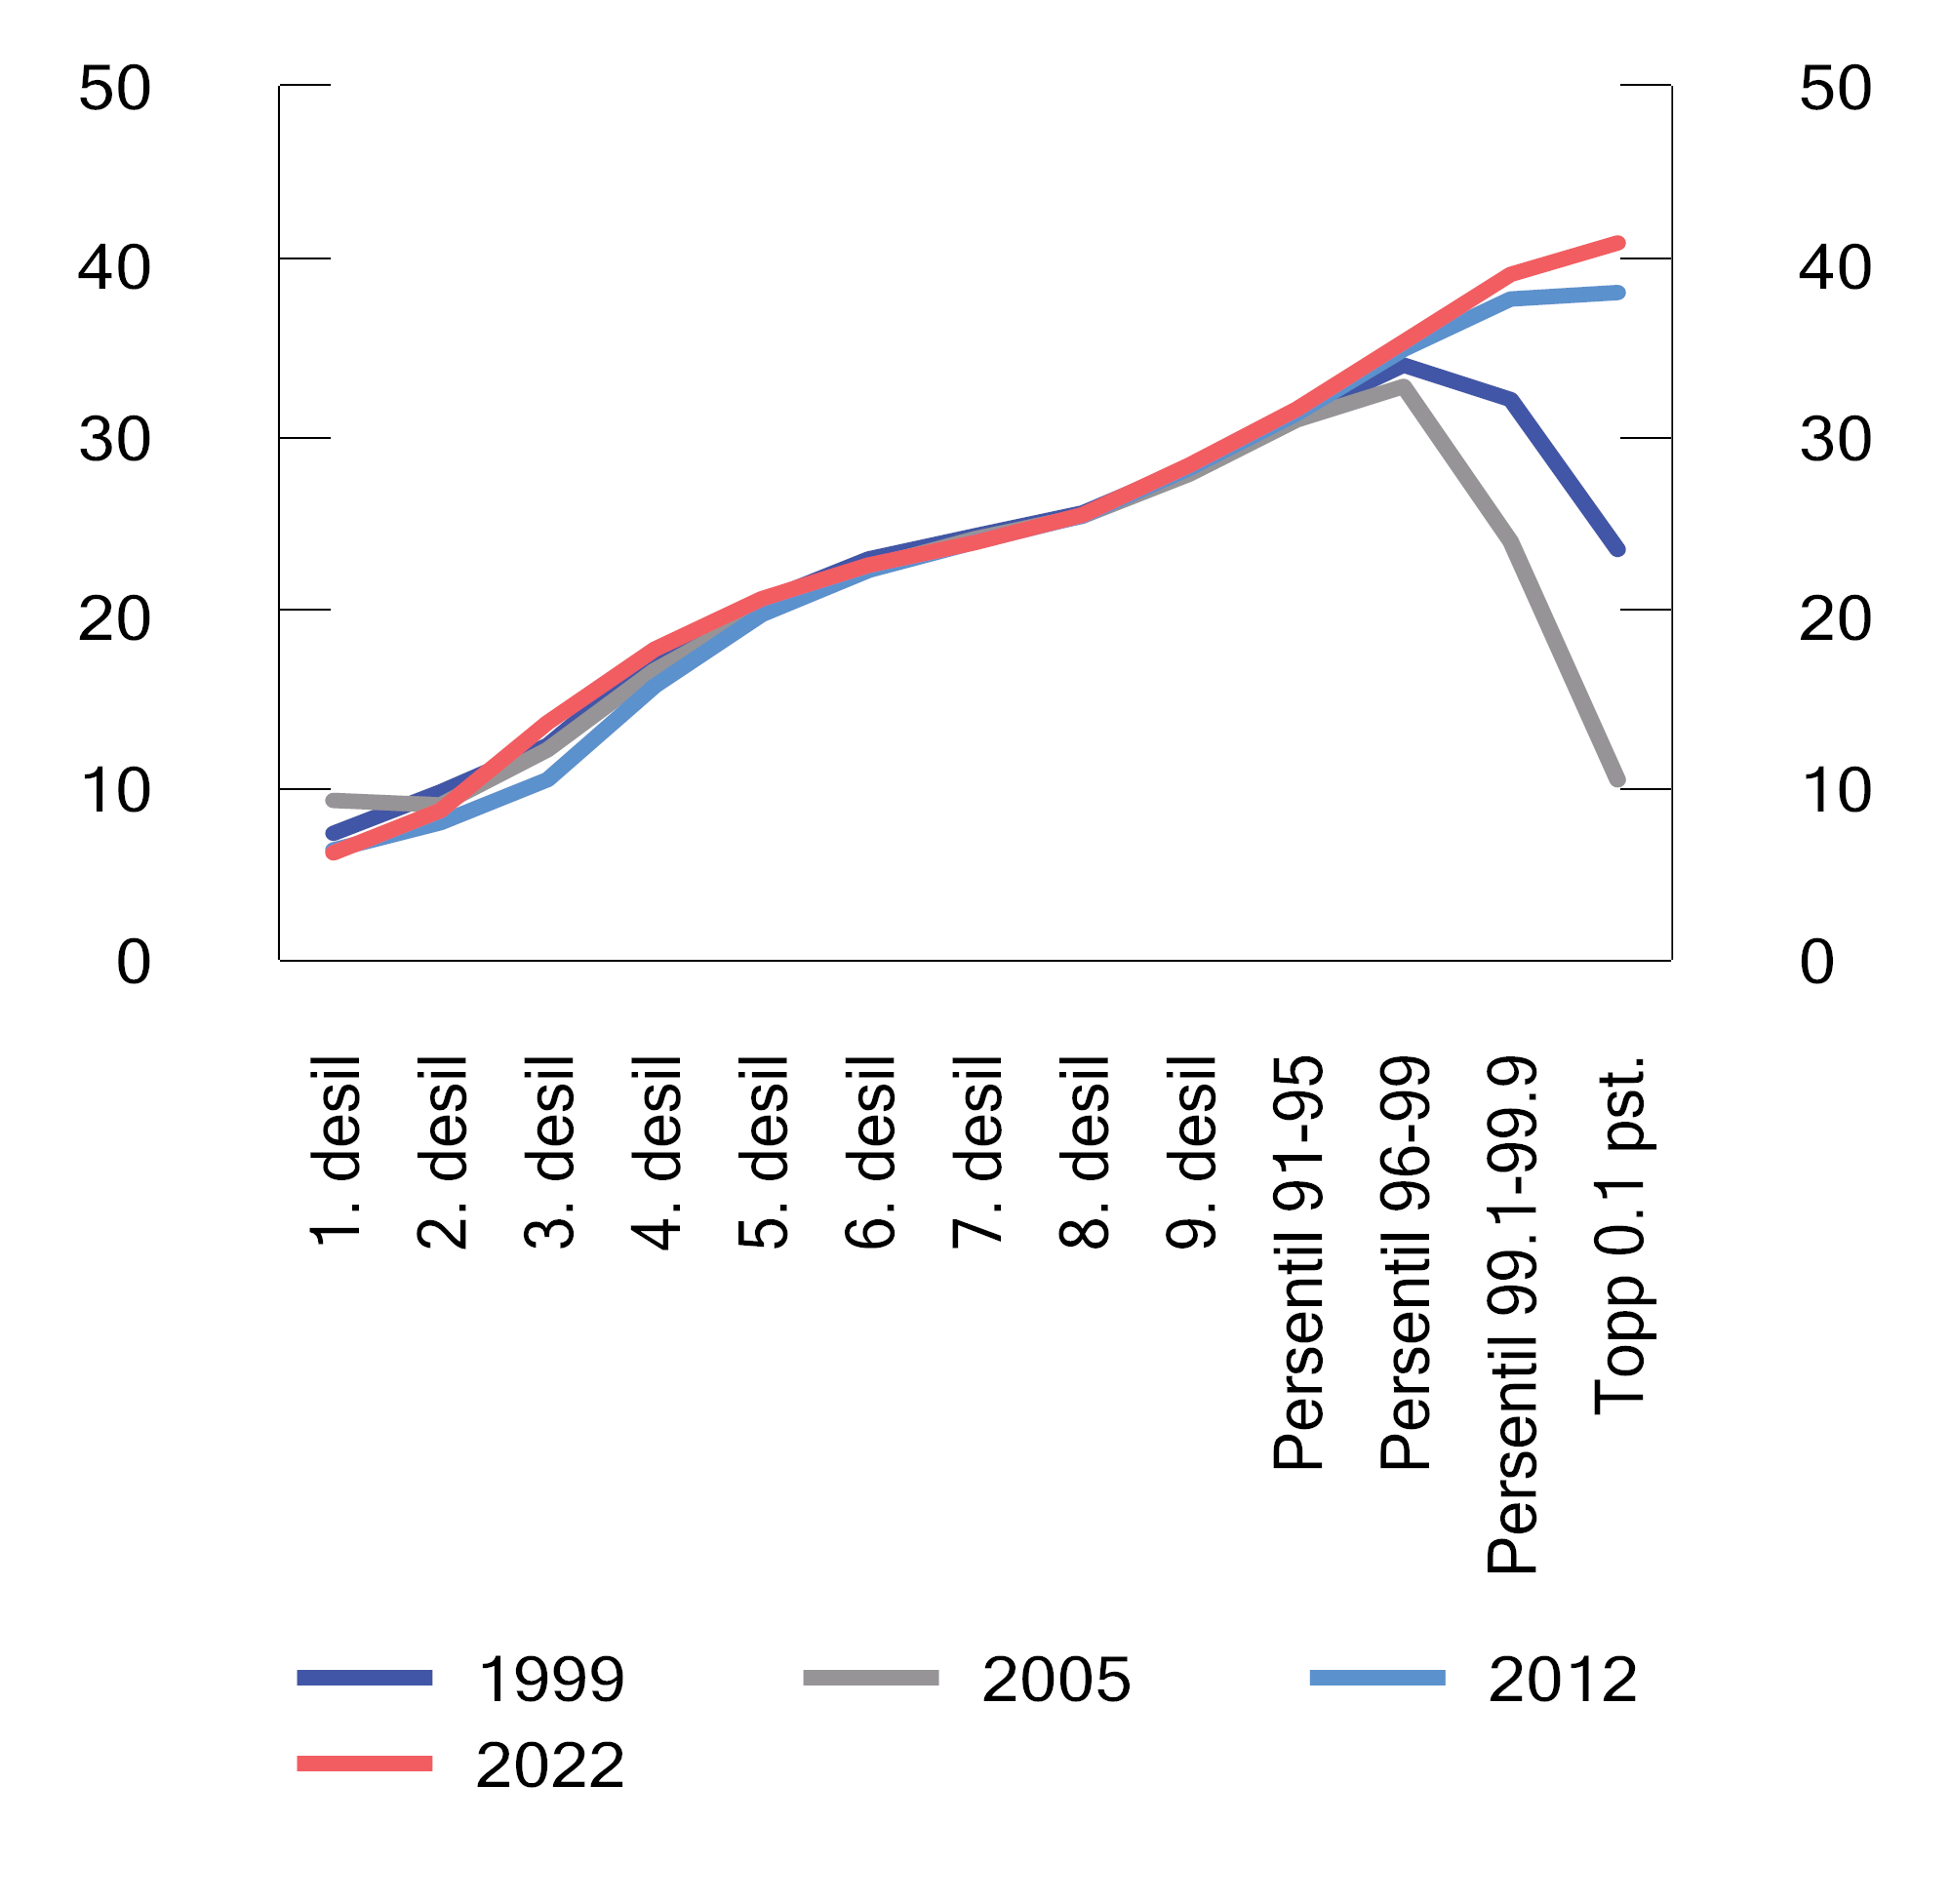 50 50
40 40
30 30
20 20
10 10
0 0
1. desil
2. desil
3. desil
4. desil
5. desil
6. desil
7. desil
8. desil
9. desil
Persentil 91-95
Persentil 96-99
Persentil 99.1-99.9
Topp 0.1 pst.
1999 2005 2012
2022